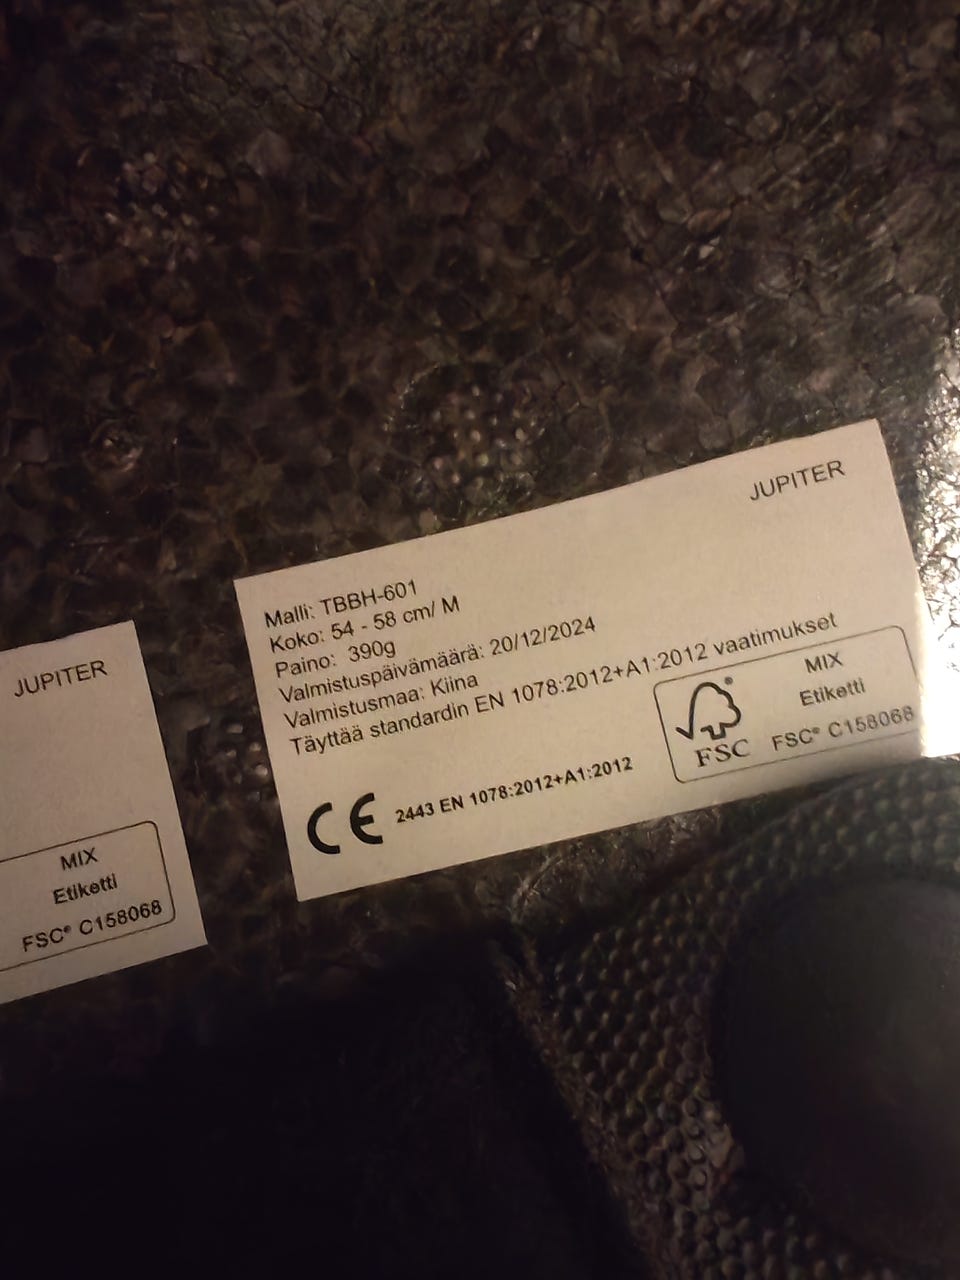 JUPITER
Malli: TBBH-601
Koko: 54 - 58 cm/ M
Paino: 390g
Valmistuspäivämäärä: 20/12/2024
Valmistusmaa: Kiina
Täyttää standardin EN 1078:2012+A1:2012 vaatimukset
CE 2443 EN 1078:2012+A1:2012
FSC®
MIX
Etiketti
FSC® C158068
JUPITER
MIX
Etiketti
FSC® C158068